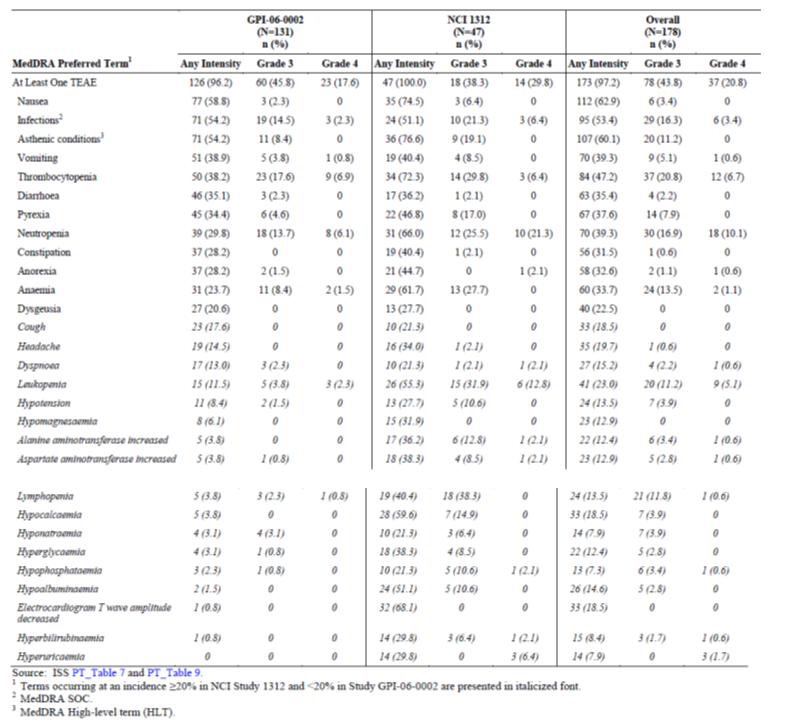 GPI-06-0002 NCI 1312 Overall
(N=131) (N=47) (N=178)
n (%) n (%) n (%)
MedDRA Preferred Term1 Any Intensity Grade 3 Grade 4 Any Intensity Grade 3 Grade 4 Any Intensity Grade 3 Grade 4
At Least One TEAE 126 (96.2) 60 (45.8) 23 (17.6) 47 (100.0) 18 (38.3) 14 (29.8) 173 (97.2) 78 (43.8) 37 (20.8)
Nausea 77 (58.8) 3 (2.3) 0 35 (74.5) 3 (6.4) 0 112 (62.9) 6 (3.4) 0
Infections2 71 (54.2) 19 (14.5) 3 (2.3) 24 (51.1) 10 (21.3) 3 (6.4) 95 (53.4) 29 (16.3) 6 (3.4)
Asthenic conditions3 71 (54.2) 11 (8.4) 0 36 (76.6) 9 (19.1) 0 107 (60.1) 20 (11.2) 0
Vomiting 51 (38.9) 5 (3.8) 1 (0.8) 19 (40.4) 4 (8.5) 0 70 (39.3) 9 (5.1) 1 (0.6)
Thrombocytopenia 50 (38.2) 23 (17.6) 9 (6.9) 34 (72.3) 14 (29.8) 3 (6.4) 84 (47.2) 37 (20.8) 12 (6.7)
Diarrhoea 46 (35.1) 3 (2.3) 0 17 (36.2) 1 (2.1) 0 63 (35.4) 4 (2.2) 0
Pyrexia 45 (34.4) 6 (4.6) 0 22 (46.8) 8 (17.0) 0 67 (37.6) 14 (7.9) 0
Neutropenia 39 (29.8) 18 (13.7) 8 (6.1) 31 (66.0) 12 (25.5) 10 (21.3) 70 (39.3) 30 (16.9) 18 (10.1)
Constipation 37 (28.2) 0 0 19 (40.4) 1 (2.1) 0 56 (31.5) 1 (0.6) 0
Anorexia 37 (28.2) 2 (1.5) 0 21 (44.7) 0 1 (2.1) 58 (32.6) 2 (1.1) 1 (0.6)
Anaemia 31 (23.7) 11 (8.4) 2 (1.5) 29 (61.7) 13 (27.7) 0 60 (33.7) 24 (13.5) 2 (1.1)
Dysgeusia 27 (20.6) 0 0 13 (27.7) 0 0 40 (22.5) 0 0
Cough 23 (17.6) 0 0 10 (21.3) 0 0 33 (18.5) 0 0
Headache 19 (14.5) 0 0 16 (34.0) 1 (2.1) 0 35 (19.7) 1 (0.6) 0
Dyspnoea 17 (13.0) 3 (2.3) 0 10 (21.3) 1 (2.1) 1 (2.1) 27 (15.2) 4 (2.2) 1 (0.6)
Leukopenia 15 (11.5) 5 (3.8) 3 (2.3) 26 (55.3) 15 (31.9) 6 (12.8) 41 (23.0) 20 (11.2) 9 (5.1)
Hypotension 11 (8.4) 2 (1.5) 0 13 (27.7) 5 (10.6) 0 24 (13.5) 7 (3.9) 0
Hypomagnesaemia 8 (6.1) 0 0 15 (31.9) 0 0 23 (12.9) 0 0
Alanine aminotransferase increased 5 (3.8) 0 0 17 (36.2) 6 (12.8) 1 (2.1) 22 (12.4) 6 (3.4) 1 (0.6)
Aspartate aminotransferase increased 5 (3.8) 1 (0.8) 0 18 (38.3) 4 (8.5) 1 (2.1) 23 (12.9) 5 (2.8) 1 (0.6)
Lymphopenia 5 (3.8) 3 (2.3) 1 (0.8) 19 (40.4) 18 (38.3) 0 24 (13.5) 21 (11.8) 1 (0.6)
Hypocalcaemia 5 (3.8) 0 0 28 (59.6) 7 (14.9) 0 33 (18.5) 7 (3.9) 0
Hyponatraemia 4 (3.1) 4 (3.1) 0 10 (21.3) 3 (6.4) 0 14 (7.9) 7 (3.9) 0
Hyperglycaemia 4 (3.1) 1 (0.8) 0 18 (38.3) 4 (8.5) 0 22 (12.4) 5 (2.8) 0
Hypophosphataemia 3 (2.3) 1 (0.8) 0 10 (21.3) 5 (10.6) 1 (2.1) 13 (7.3) 6 (3.4) 1 (0.6)
Hypoalbuminaemia 2 (1.5) 0 0 24 (51.1) 5 (10.6) 0 26 (14.6) 5 (2.8) 0
Electrocardiogram T wave amplitude 1 (0.8) 0 0 32 (68.1) 0 0 33 (18.5) 0 0
decreased
Hyperbilirubinaemia 1 (0.8) 0 0 14 (29.8) 3 (6.4) 1 (2.1) 15 (8.4) 3 (1.7) 1 (0.6)
Hyperuricaemia 0 0 0 14 (29.8) 0 3 (6.4) 14 (7.9) 0 3 (1.7)
Source: ISS PT_Table 7 and PT_Table 9.
1 Terms occurring at an incidence ≥20% in NCI Study 1312 and <20% in Study GPI-06-0002 are presented in italicized font.
2 MedDRA SOC.
3 MedDRA High-level term (HLT).